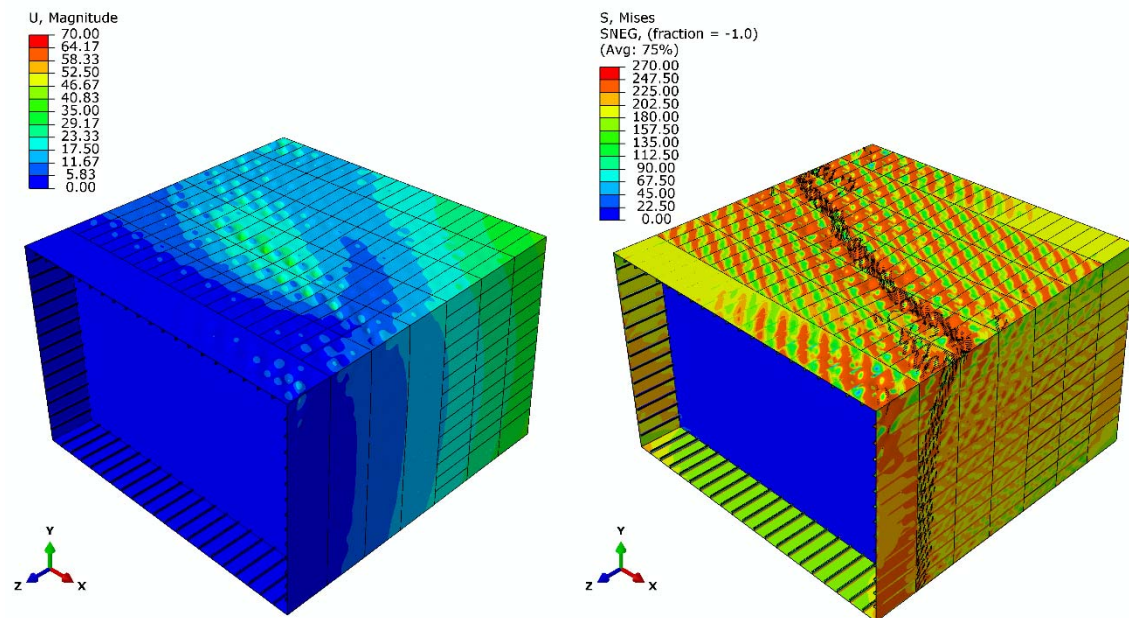 U, Magnitude
70.00
64.17
58.33
52.50
46.67
40.83
35.00
29.17
23.33
17.50
11.67
5.83
0.00
Y
Z
X
S, Mises
SNEG, (fraction = -1.0)
(Avg: 75%)
270.00
247.50
225.00
202.50
180.00
157.50
135.00
112.50
90.00
67.50
45.00
22.50
0.00
Y
Z
X